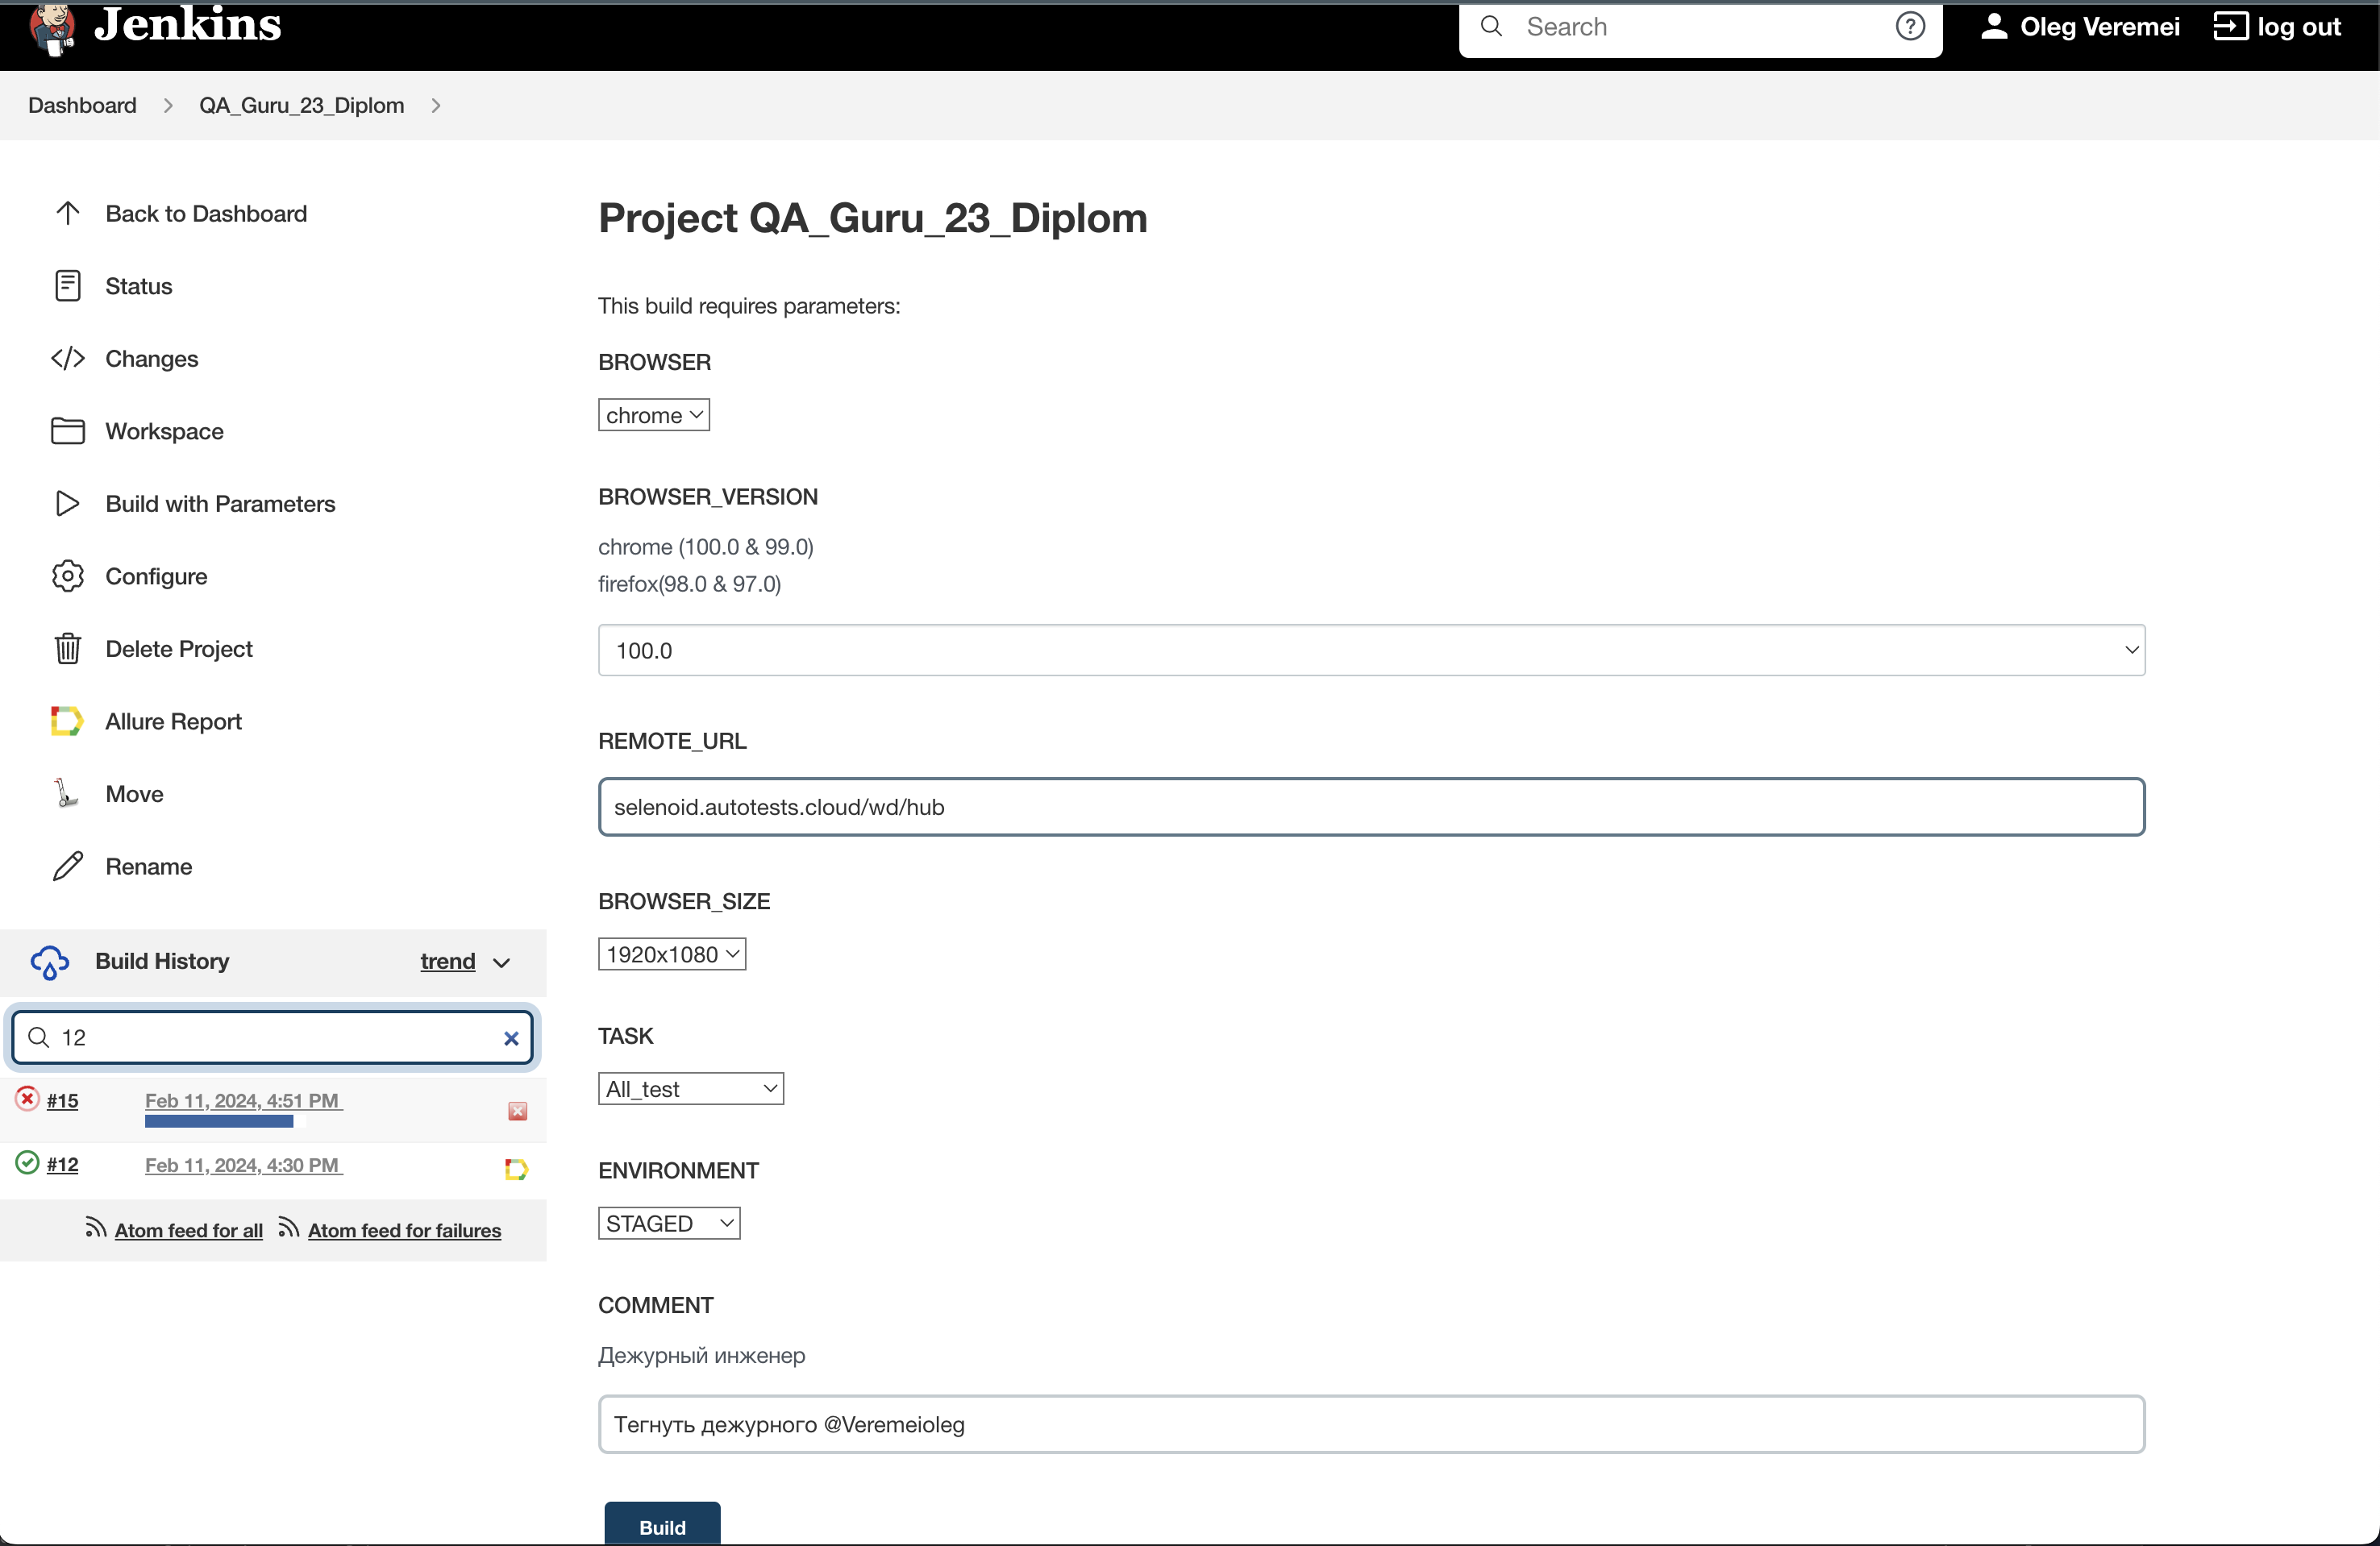 Jenkins
Search
Oleg Veremei
log out
Dashboard
QA_Guru_23_Diplom
Back to Dashboard
Status
Changes
Workspace
Build with Parameters
Configure
Delete Project
Allure Report
Move
Rename
Build History
trend
12
#15
Feb 11, 2024, 4:51 PM
#12
Feb 11, 2024, 4:30 PM
Atom feed for all
Atom feed for failures
Project QA_Guru_23_Diplom
This build requires parameters:
BROWSER
chrome
BROWSER_VERSION
chrome (100.0 & 99.0)
firefox(98.0 & 97.0)
100.0
REMOTE_URL
selenoid.autotests.cloud/wd/hub
BROWSER_SIZE
1920x1080
TASK
All_test
ENVIRONMENT
STAGED
COMMENT
Дежурный инженер
Тегнуть дежурного @Veremeioleg
Build